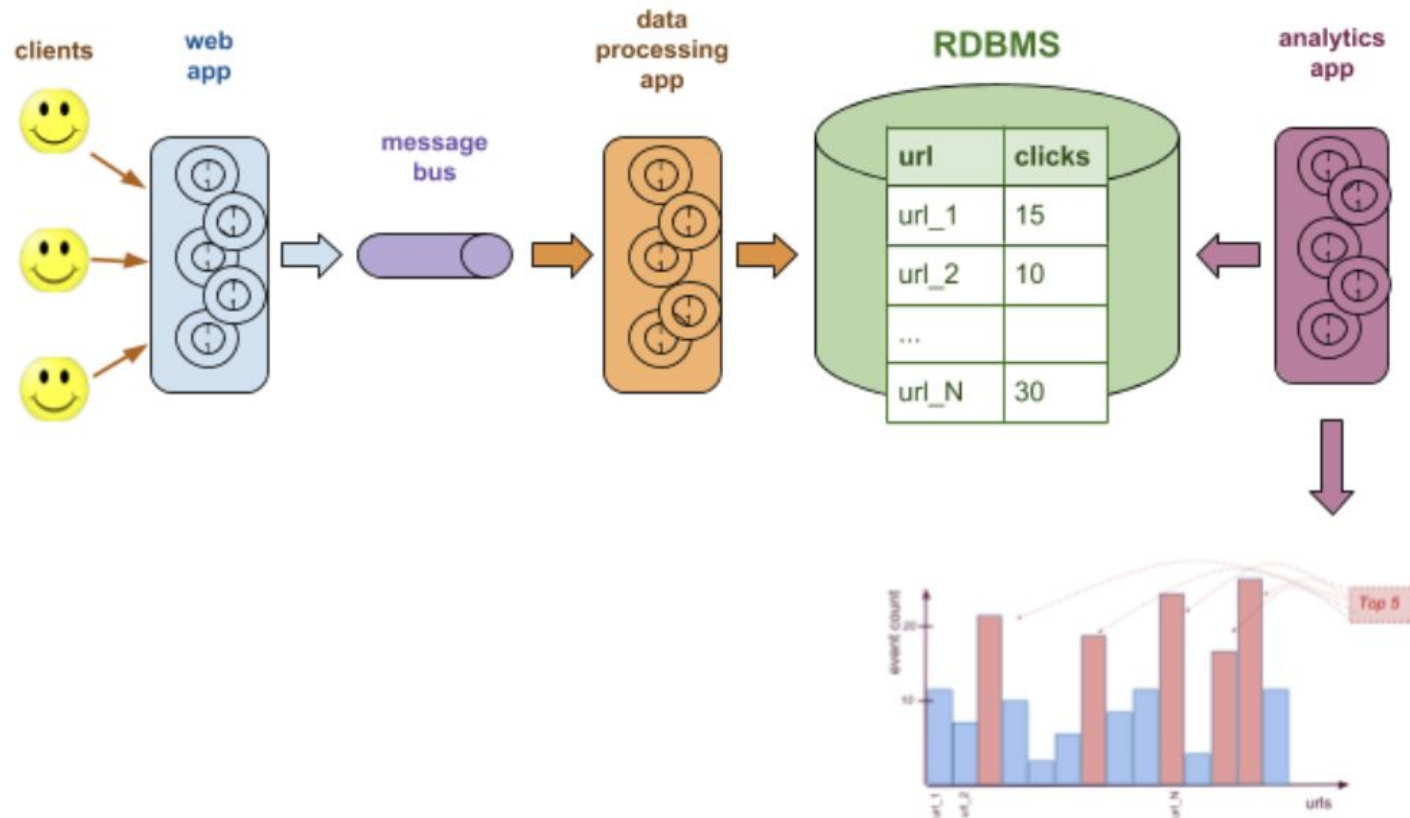 clients
web
app
message
bus
data
processing
app
RDBMS
analytics
app
url clicks
url_1 15
url_2 10
...
url_N 30
event count
20
10
url_1
url_2
url_N
urls
Top 5